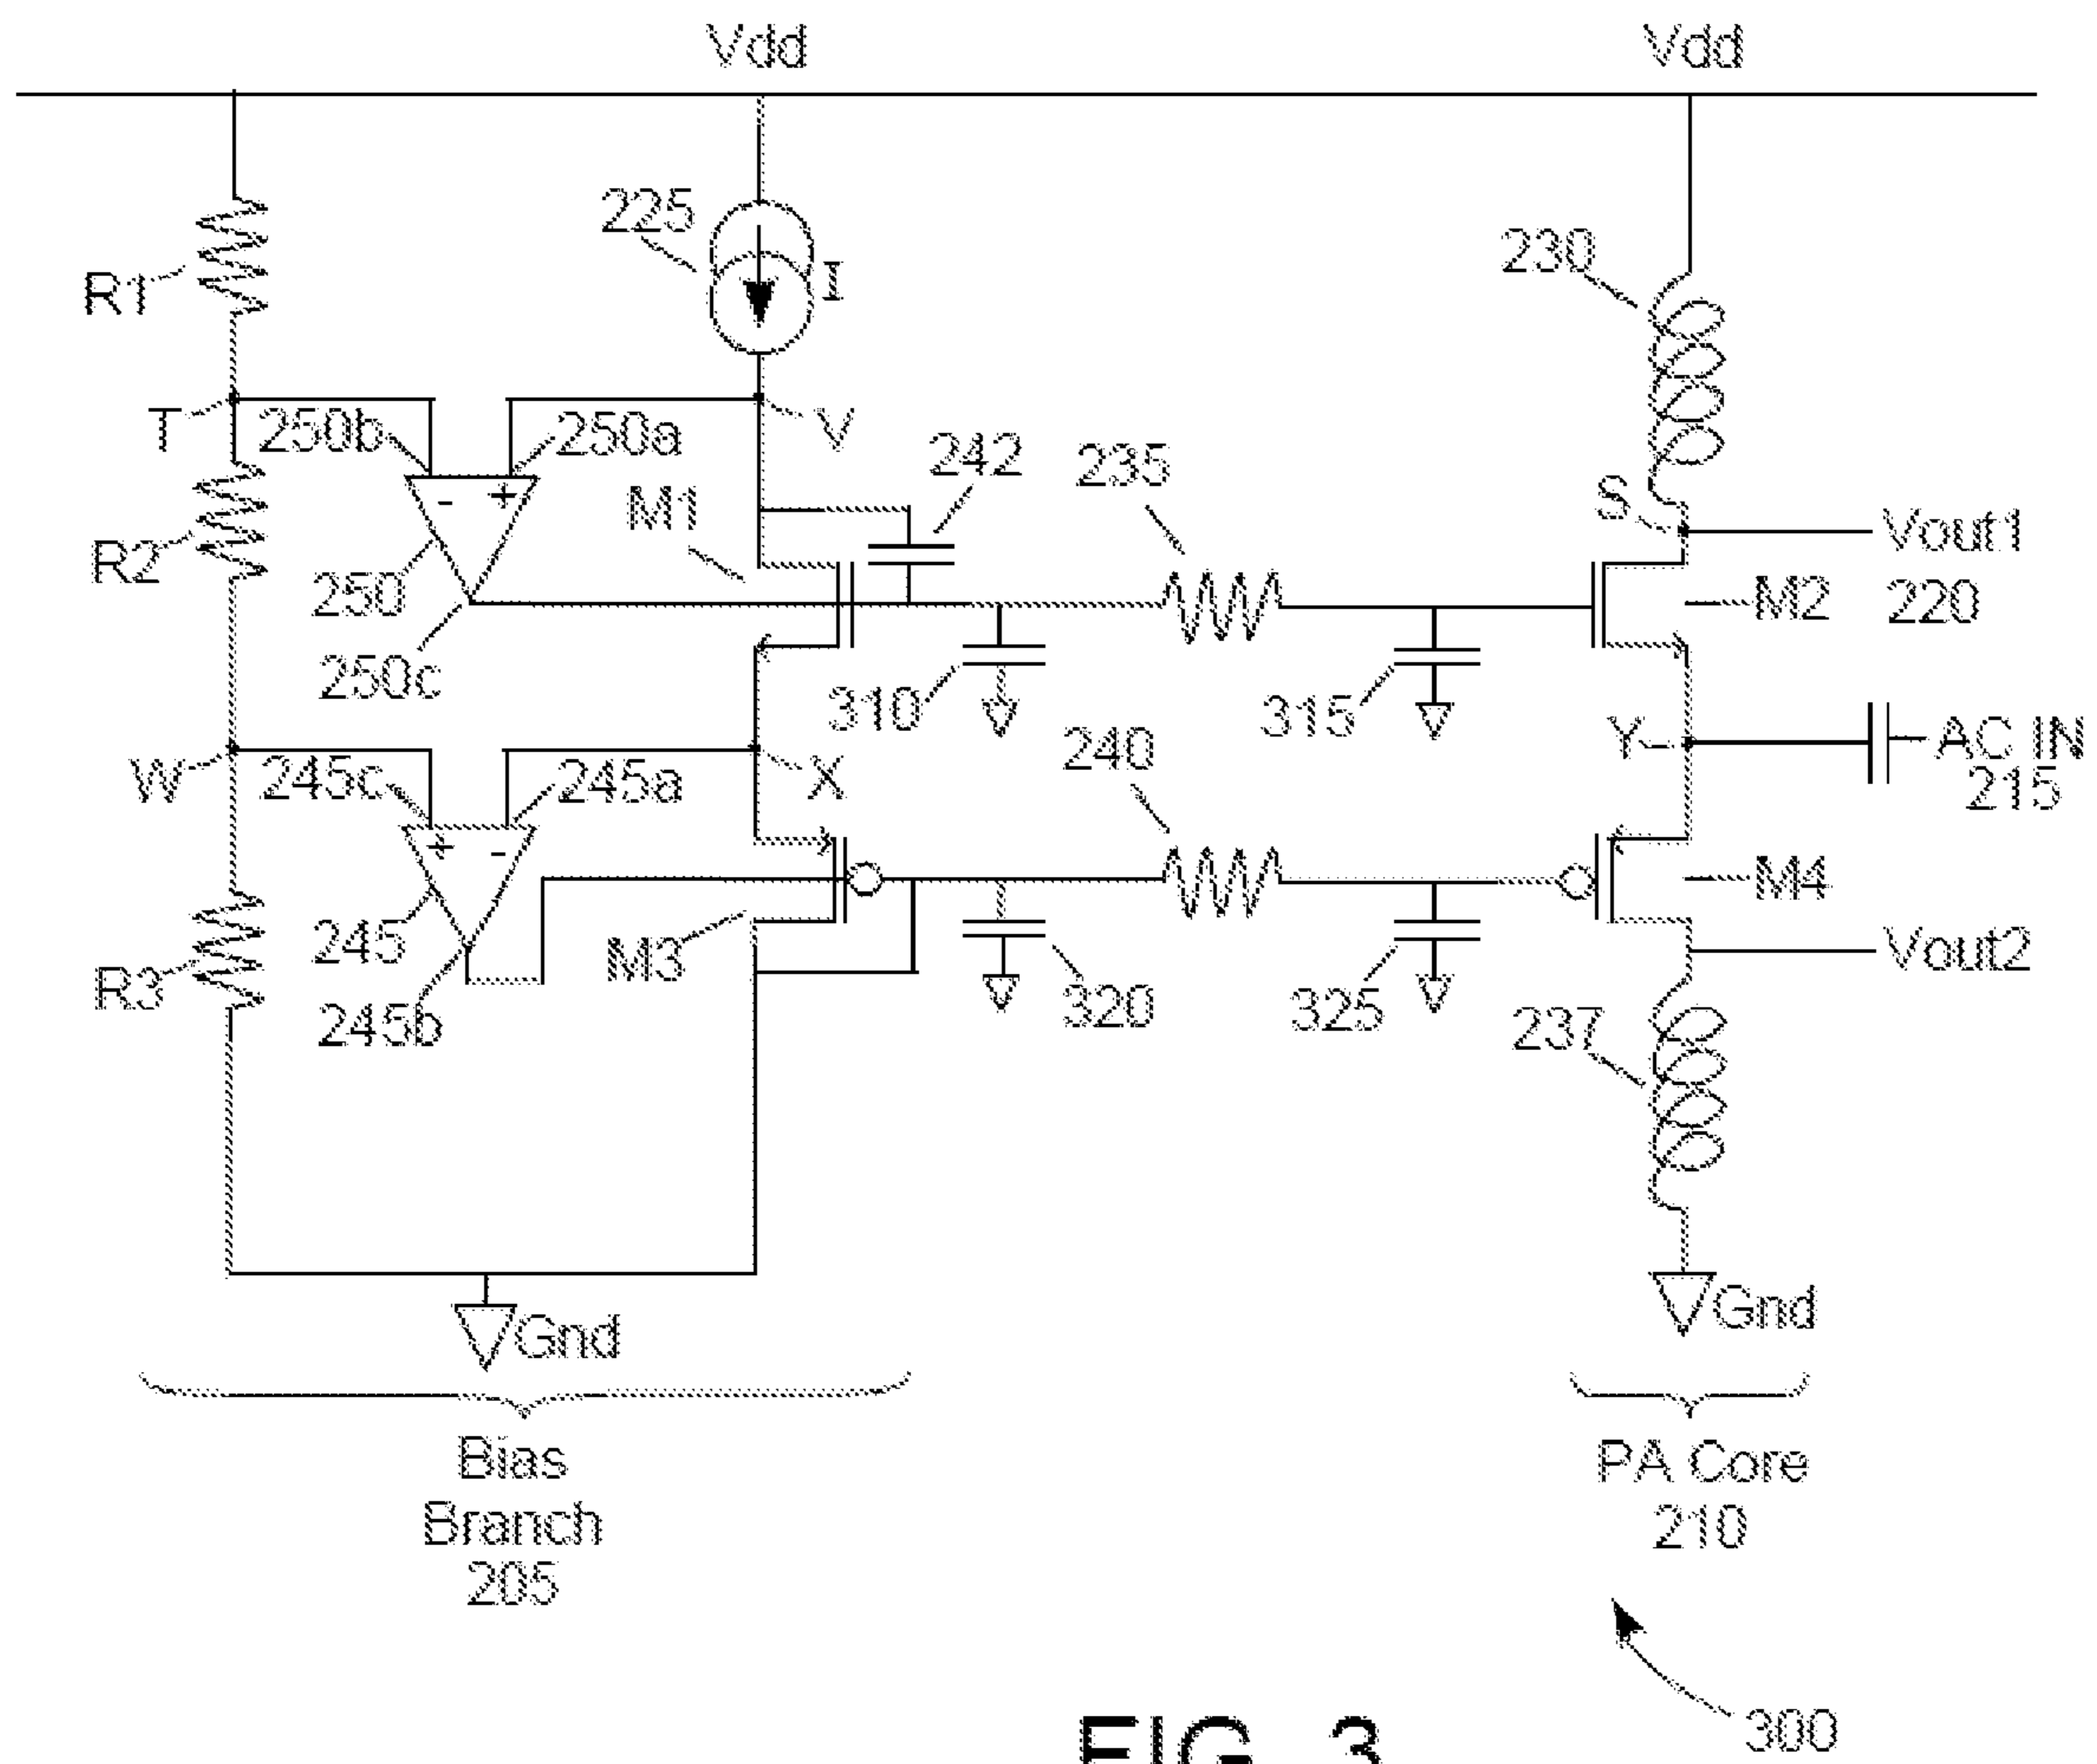 Vdd
Vdd
225
I
230
R1
T
250b
250a
V
242
235
M1
S
Vout1
R2
250
M2
220
250c
310
315
Y
AC IN
215
W
245c
245a
X
240
-
+
+
-
M4
245
M3
Vout2
R3
245b
320
325
237
Gnd
Gnd
Bias
Branch
205
PA Core
210
300
FIG. 3